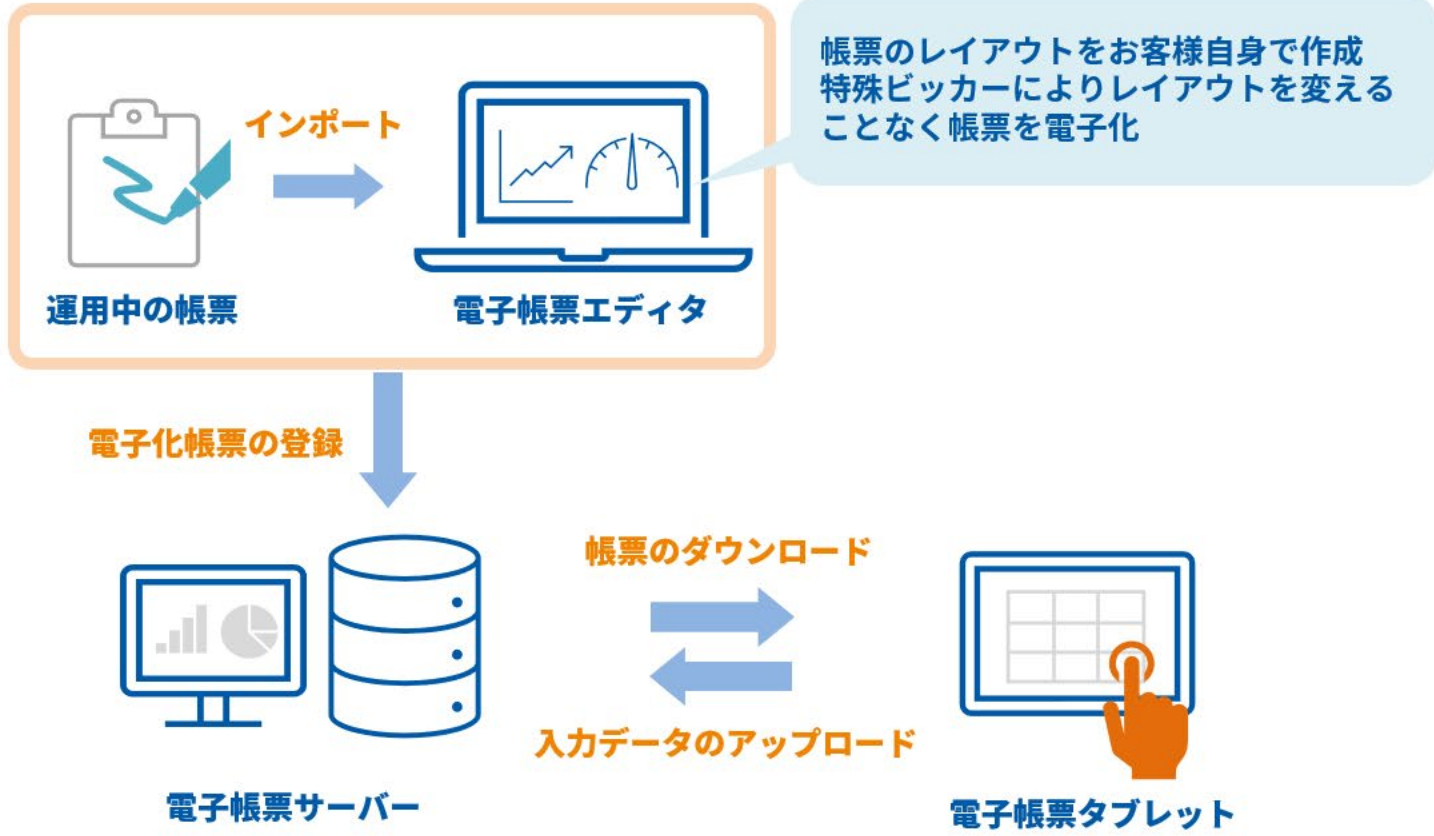 帳票のレイアウトをお客様自身で作成
特殊ビッカーによりレイアウトを変える
ことなく帳票を電子化
インポート
運用中の帳票
電子帳票エディタ
電子化帳票の登録
帳票のダウンロード
入力データのアップロード
電子帳票サーバー
電子帳票タブレット